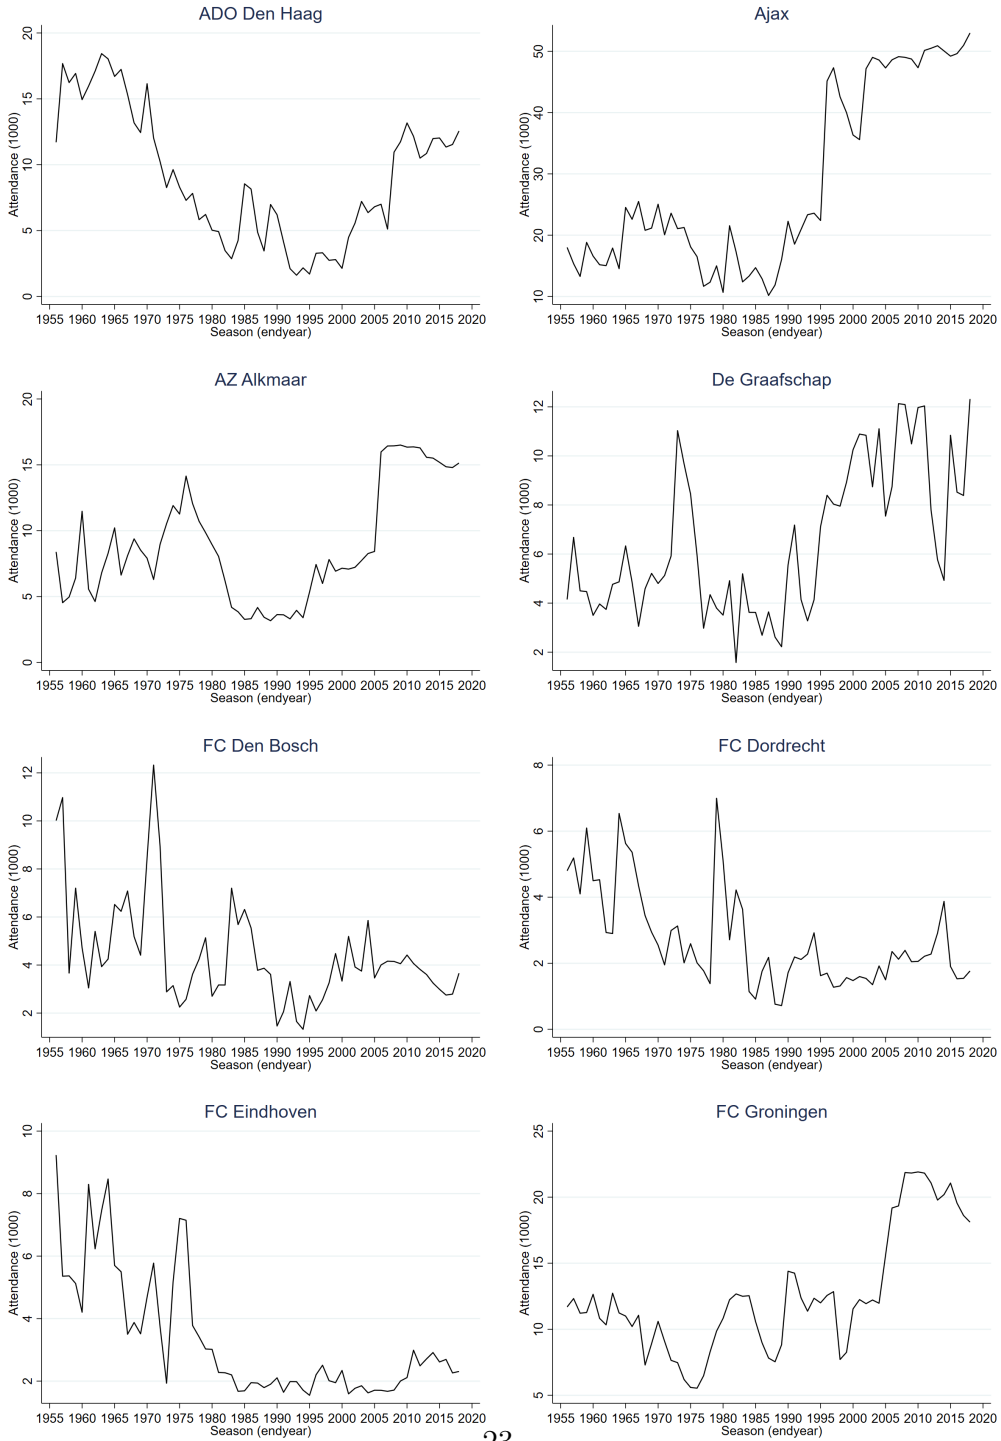 ADO Den Haag
Attendance (1000)
20
15
10
5
0
1955 1960 1965 1970 1975 1980 1985 1990 1995 2000 2005 2010 2015 2020
Season (endyear)
Ajax
Attendance (1000)
50
40
30
20
10
1955 1960 1965 1970 1975 1980 1985 1990 1995 2000 2005 2010 2015 2020
Season (endyear)
AZ Alkmaar
Attendance (1000)
20
15
10
5
0
1955 1960 1965 1970 1975 1980 1985 1990 1995 2000 2005 2010 2015 2020
Season (endyear)
De Graafschap
Attendance (1000)
12
10
8
6
4
2
1955 1960 1965 1970 1975 1980 1985 1990 1995 2000 2005 2010 2015 2020
Season (endyear)
FC Den Bosch
Attendance (1000)
12
10
8
6
4
2
1955 1960 1965 1970 1975 1980 1985 1990 1995 2000 2005 2010 2015 2020
Season (endyear)
FC Dordrecht
Attendance (1000)
8
6
4
2
0
1955 1960 1965 1970 1975 1980 1985 1990 1995 2000 2005 2010 2015 2020
Season (endyear)
FC Eindhoven
Attendance (1000)
10
8
6
4
2
1955 1960 1965 1970 1975 1980 1985 1990 1995 2000 2005 2010 2015 2020
Season (endyear)
FC Groningen
Attendance (1000)
25
20
15
10
5
1955 1960 1965 1970 1975 1980 1985 1990 1995 2000 2005 2010 2015 2020
Season (endyear)
23